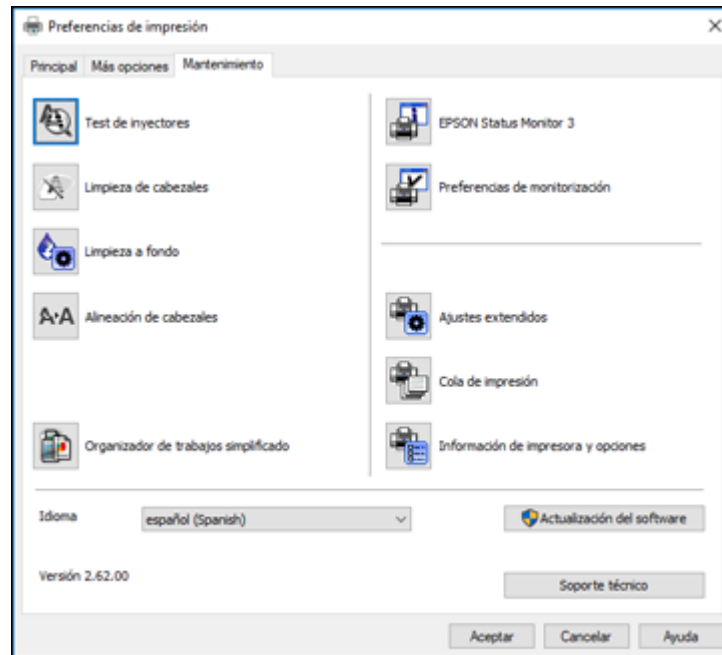 Preferencias de impresión
Principal Más opciones Mantenimiento
Test de inyectores
EPSON Status Monitor 3
Limpieza de cabezales
Preferencias de monitorización
Limpieza a fondo
A
Alineación de cabezales
Ajustes extendidos
Cola de impresión
Organizador de trabajos simplificado
Información de impresora y opciones
Idioma
español (Spanish)
Actualización del software
Versión 2.62.00
Soporte técnico
Aceptar Cancelar Ayuda